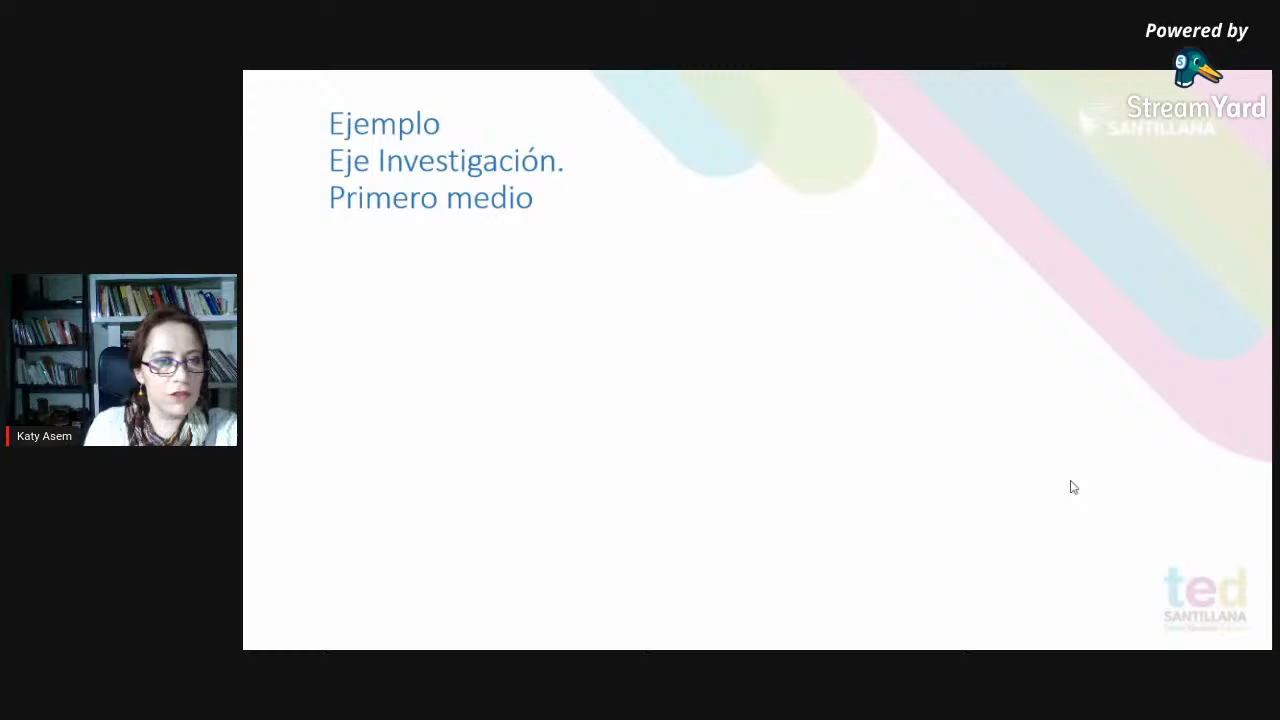 Powered by
StreamYard
SANTILLANA
Ejemplo
Eje Investigación.
Primero medio
Katy Asem
ted
SANTILLANA